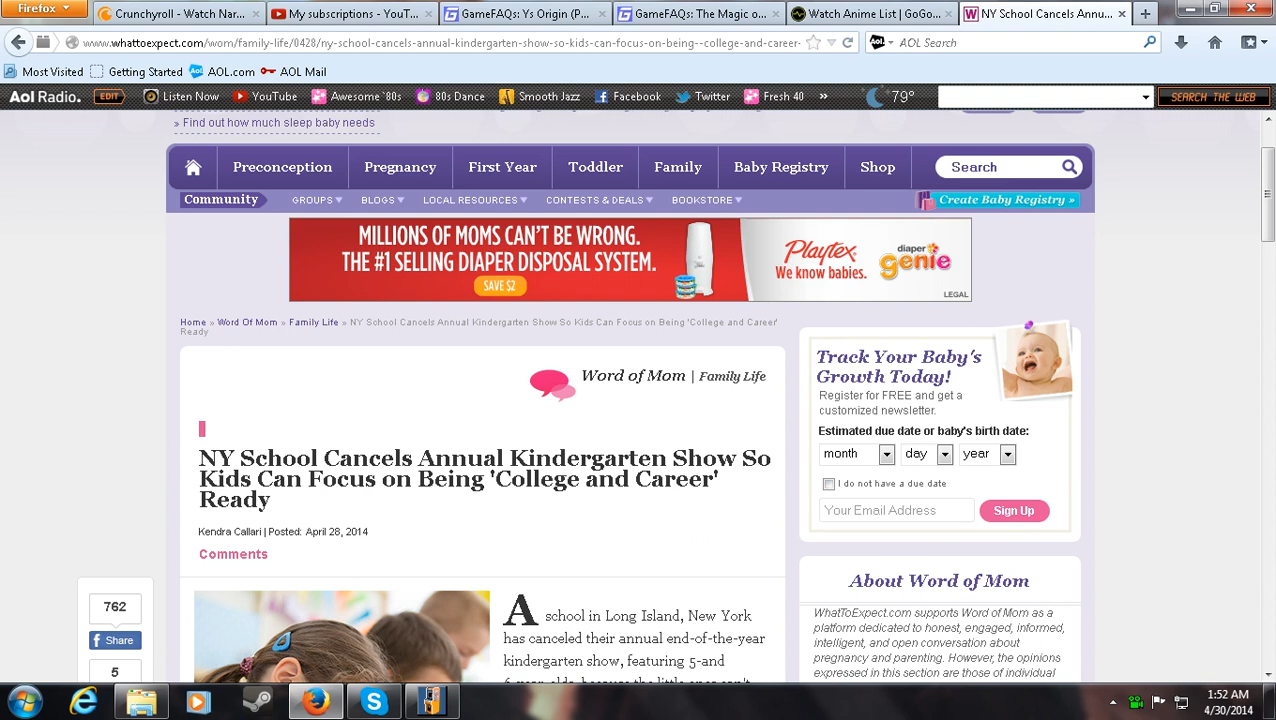 Firefox
Crunchyroll - Watch Nar...
My subscriptions - YouT...
GameFAQs: Ys Origin (P...
GameFAQs: The Magic o...
Watch Anime List | GoGo...
NY School Cancels Annu...
www.whattoexpect.com/wom/family-life/0428/ny-school-cancels-annual-kindergarten-show-so-kids-can-focus-on-being--college-and-career-
AOL Search
Most Visited Getting Started AOL.com AOL Mail
Aol Radio. EDIT Listen Now YouTube Awesome `80s 80s Dance Smooth Jazz Facebook Twitter Fresh 40 » 79° SEARCH THE WEB
» Find out how much sleep baby needs
Preconception Pregnancy First Year Toddler Family Baby Registry Shop Search
Community GROUPS BLOGS LOCAL RESOURCES CONTESTS & DEALS BOOKSTORE Create Baby Registry »
MILLIONS OF MOMS CAN'T BE WRONG.
THE #1 SELLING DIAPER DISPOSAL SYSTEM.
SAVE $2
Playtex
We know babies.
diaper
genie
LEGAL
Home » Word Of Mom » Family Life » NY School Cancels Annual Kindergarten Show So Kids Can Focus on Being 'College and Career'
Ready
Word of Mom | Family Life
NY School Cancels Annual Kindergarten Show So
Kids Can Focus on Being 'College and Career'
Ready
Kendra Callari | Posted: April 28, 2014
Comments
762
Share
5
A school in Long Island, New York
has canceled their annual end-of-the-year
kindergarten show, featuring 5-and
6-year-olds, because the little ones can't
Track Your Baby's
Growth Today!
Register for FREE and get a
customized newsletter.
Estimated due date or baby's birth date:
month day year
I do not have a due date
Your Email Address Sign Up
About Word of Mom
WhatToExpect.com supports Word of Mom as a
platform dedicated to honest, engaged, informed,
intelligent, and open conversation about
pregnancy and parenting. However, the opinions
expressed in this section are those of individual
1:52 AM
4/30/2014